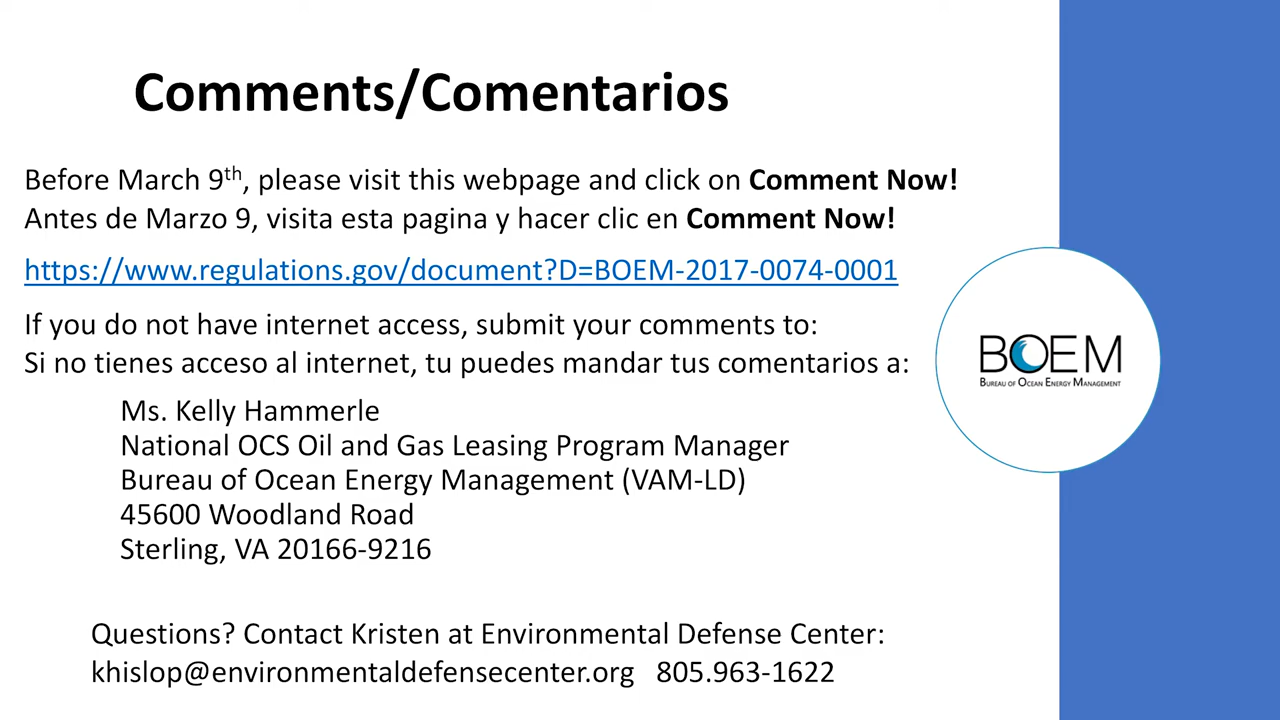 Comments/Comentarios
Before March 9th, please visit this webpage and click on Comment Now!
Antes de Marzo 9, visita esta pagina y hacer clic en Comment Now!
https://www.regulations.gov/document?D=BOEM-2017-0074-0001
If you do not have internet access, submit your comments to:
Si no tienes acceso al internet, tu puedes mandar tus comentarios a:
Ms. Kelly Hammerle
National OCS Oil and Gas Leasing Program Manager
Bureau of Ocean Energy Management (VAM-LD)
45600 Woodland Road
Sterling, VA 20166-9216
Questions? Contact Kristen at Environmental Defense Center:
khislop@environmentaldefensecenter.org 805.963-1622
BOEM
BUREAU OF OCEAN ENERGY MANAGEMENT